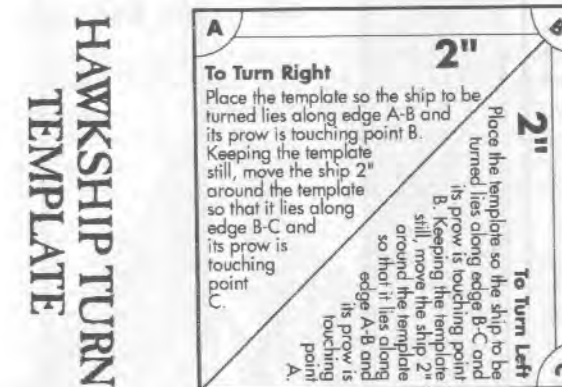 HAWKSHIP TURN
TEMPLATE
A
2"
B
To Turn Right
Place the template so the ship to be
turned lies along edge A-B and
its prow is touching point B.
Keeping the template
still, move the ship 2"
around the template
so that it lies along
edge B-C and
its prow is
touching
point
C.
2"
To Turn Left
Place the template so the ship to be
turned lies along edge B-C and
its prow is touching point
B. Keeping the template
still, move the ship 2"
around the template
so that it lies along
edge A-B and
its prow is
touching
point
A.
C